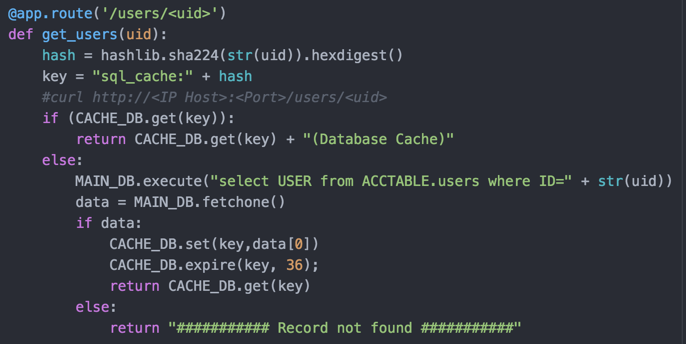 @app.route('/users/<uid>')
def get_users(uid):
    hash = hashlib.sha224(str(uid)).hexdigest()
    key = "sql_cache:" + hash
    #curl http://<IP Host>:<Port>/users/<uid>
    if (CACHE_DB.get(key)):
        return CACHE_DB.get(key) + "(Database Cache)"
    else:
        MAIN_DB.execute("select USER from ACCTABLE.users where ID=" + str(uid))
        data = MAIN_DB.fetchone()
        if data:
            CACHE_DB.set(key,data[0])
            CACHE_DB.expire(key, 36);
            return CACHE_DB.get(key)
        else:
            return "########### Record not found ###########"